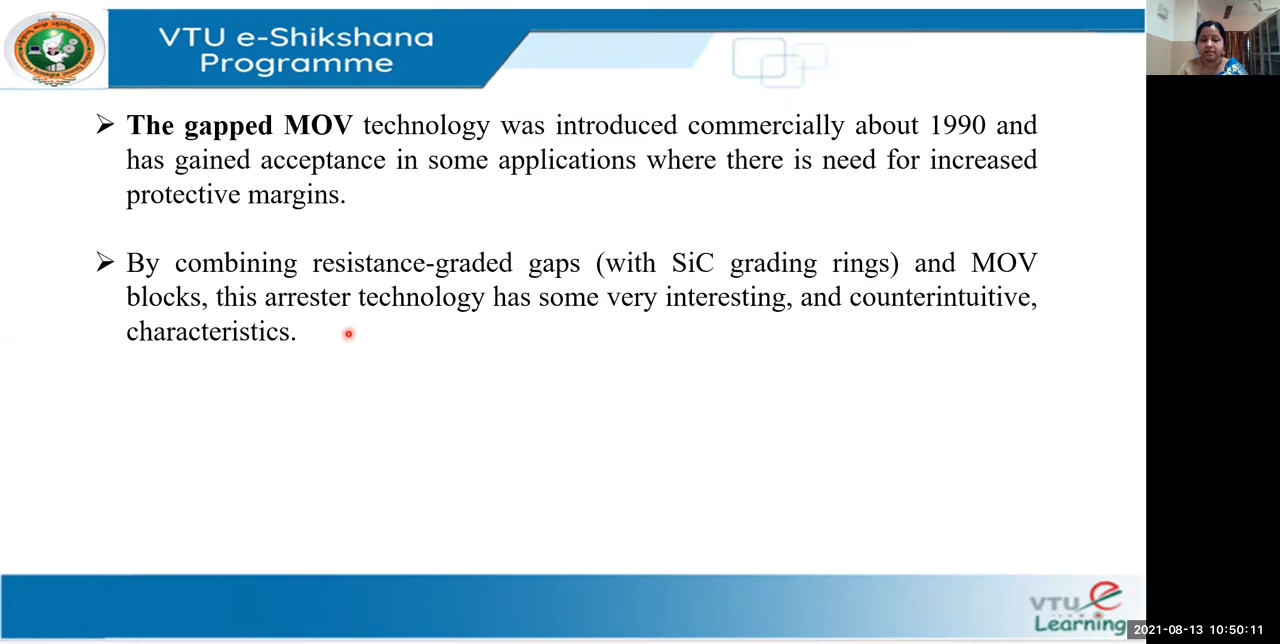 VTU e-Shikshana
Programme
➢ The gapped MOV technology was introduced commercially about 1990 and
has gained acceptance in some applications where there is need for increased
protective margins.
➢ By combining resistance-graded gaps (with SiC grading rings) and MOV
blocks, this arrester technology has some very interesting, and counterintuitive,
characteristics.
VTU e
Learning
2021-08-13 10:50:11